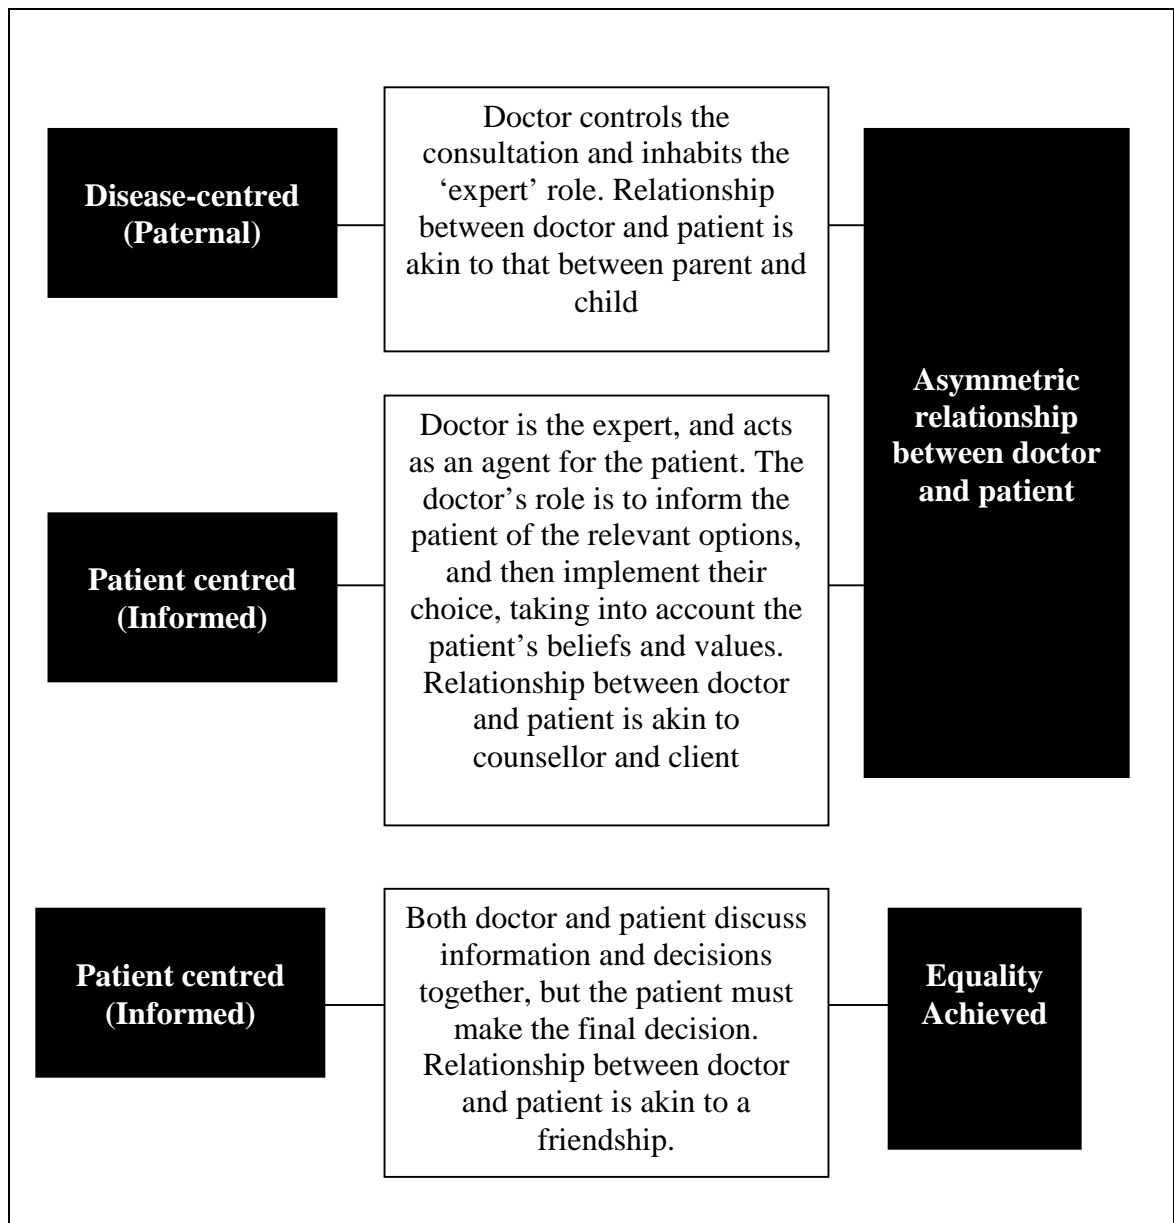 Disease-centred
(Paternal)
Doctor controls the
consultation and inhabits the
‘expert’ role. Relationship
between doctor and patient is
akin to that between parent and
child
Patient centred
(Informed)
Doctor is the expert, and acts
as an agent for the patient. The
doctor’s role is to inform the
patient of the relevant options,
and then implement their
choice, taking into account the
patient’s beliefs and values.
Relationship between doctor
and patient is akin to
counsellor and client
Asymmetric
relationship
between doctor
and patient
Patient centred
(Informed)
Both doctor and patient discuss
information and decisions
together, but the patient must
make the final decision.
Relationship between doctor
and patient is akin to a
friendship.
Equality
Achieved